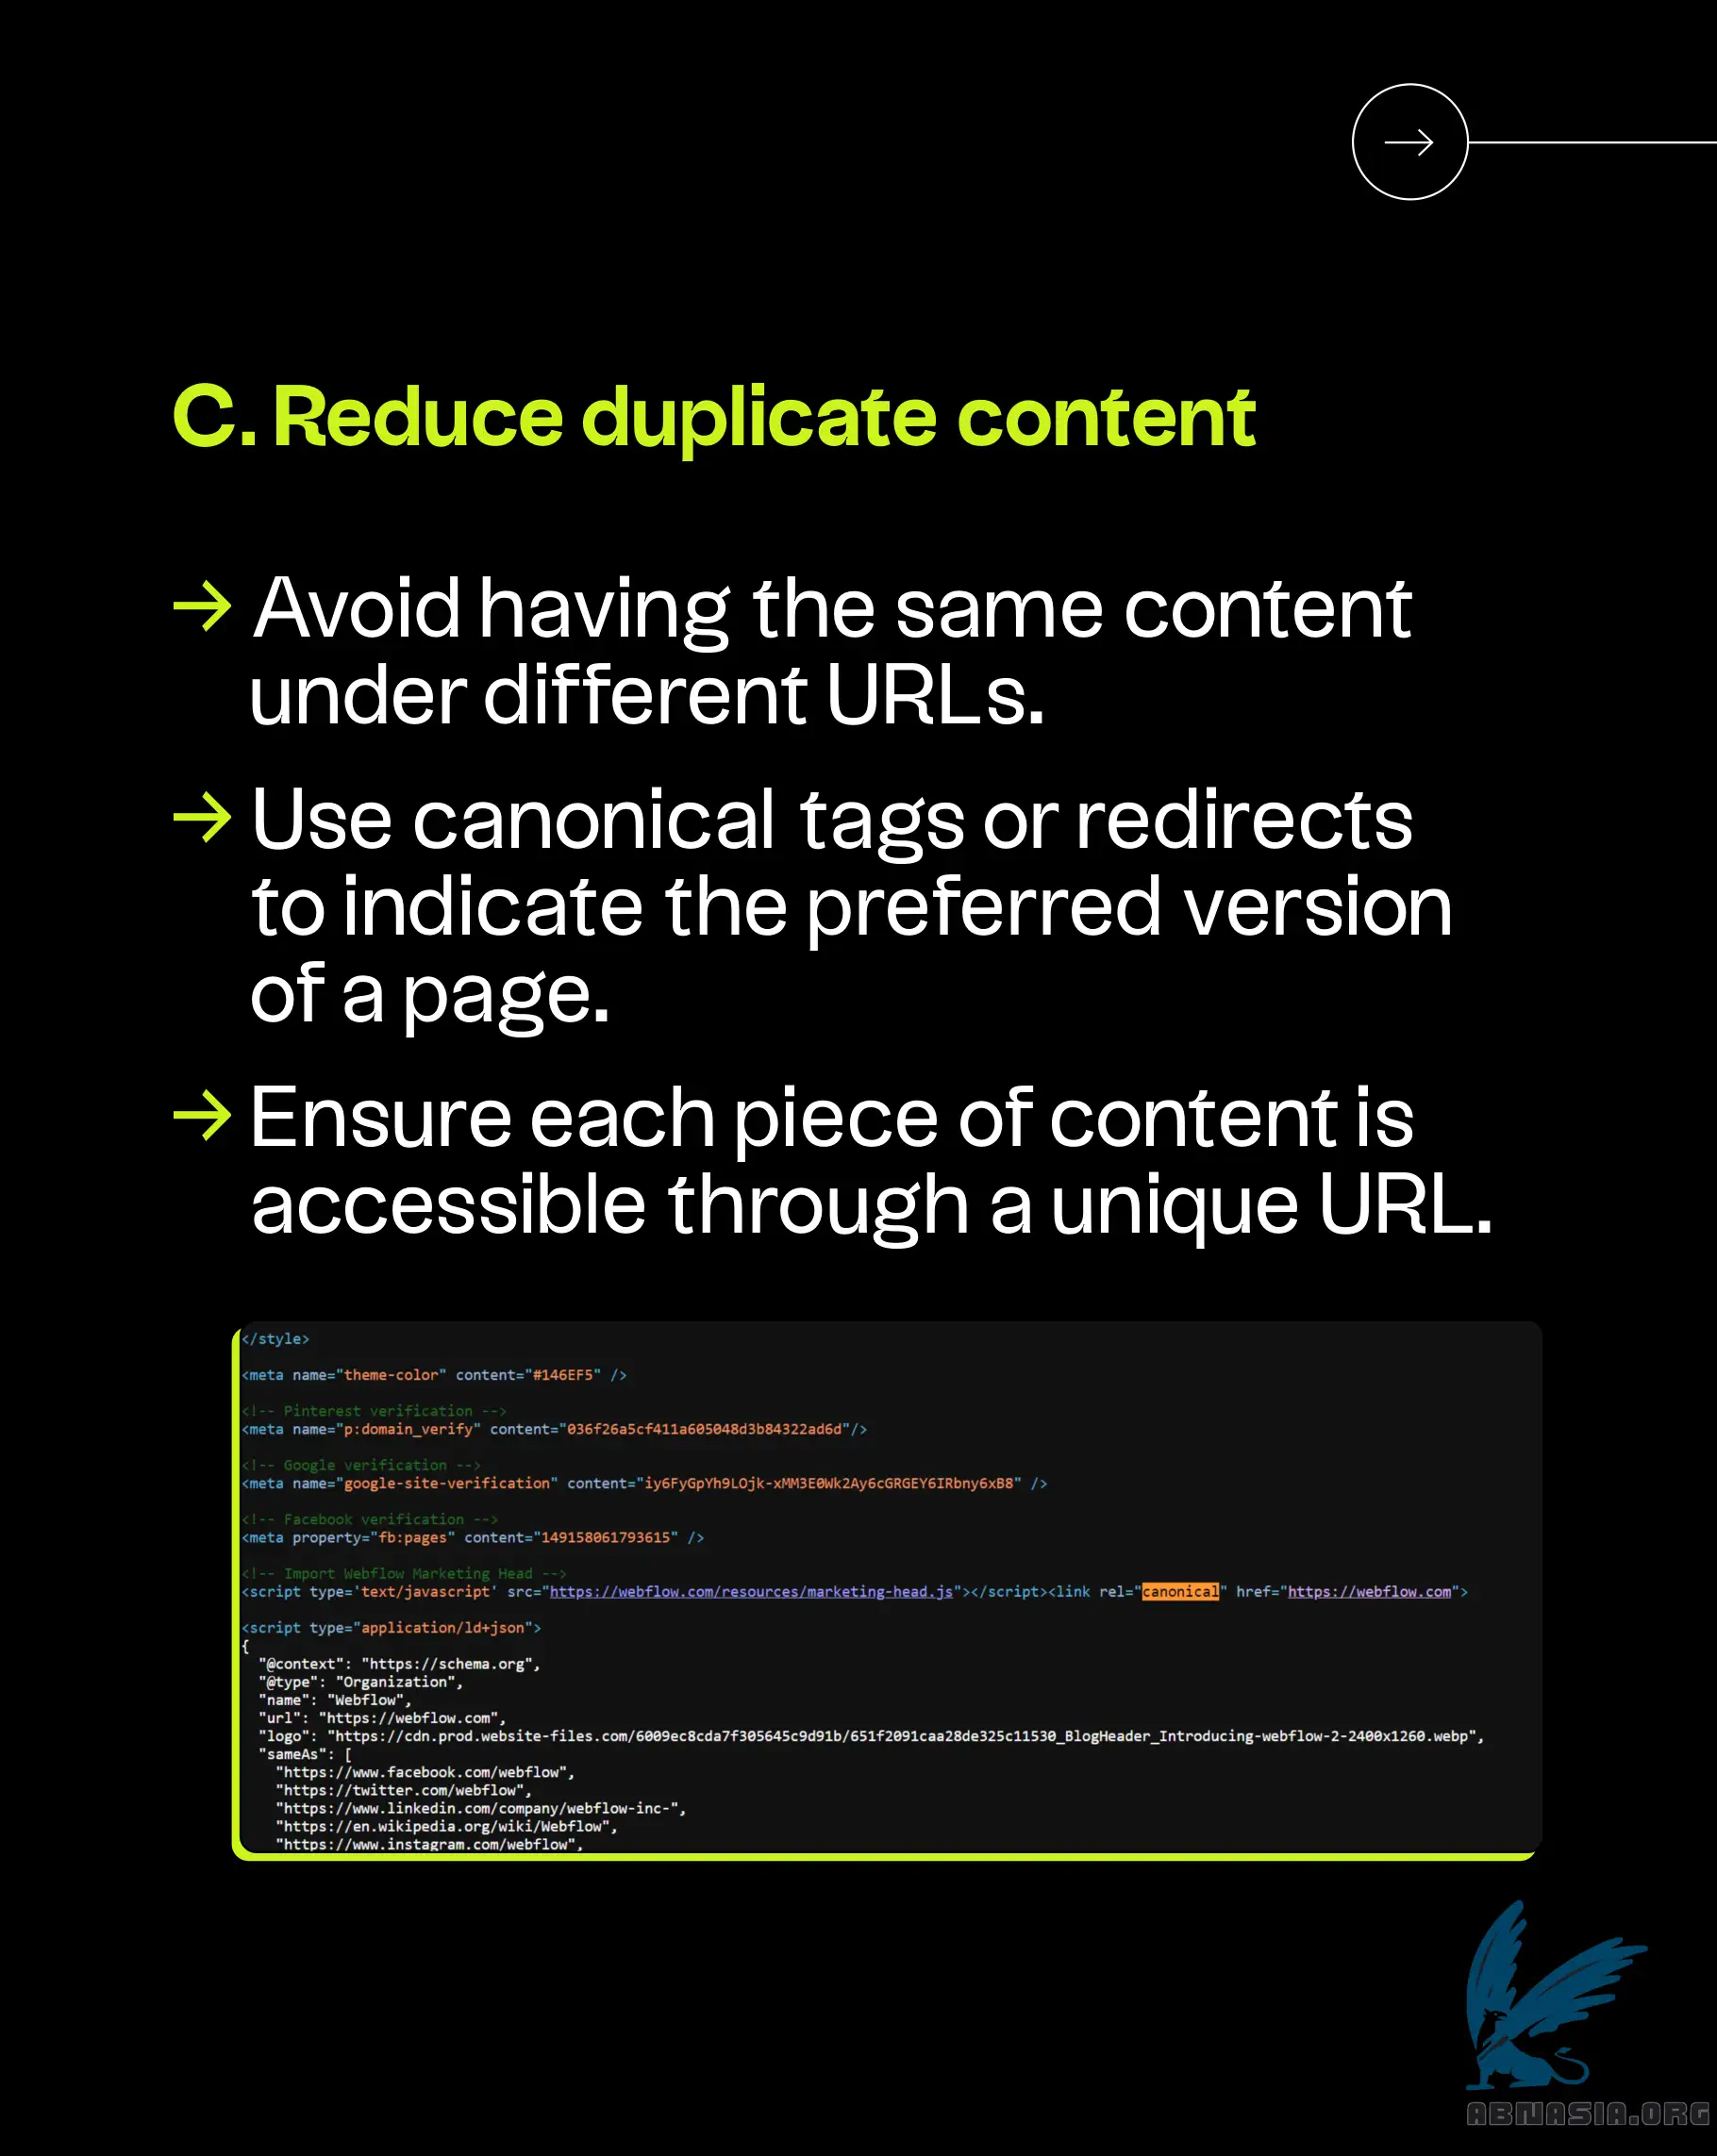 C. Reduce duplicate content
→ Avoid having the same content
under different URLs.
→ Use canonical tags or redirects
to indicate the preferred version
of a page.
→ Ensure each piece of content is
accessible through a unique URL.
</style>
<meta name="theme-color" content="#146EF5" />
<!-- Pinterest verification -->
<meta name="p:domain_verify" content="036f26a5cf411a605048d3b84322ad6d"/>
<!-- Google verification -->
<meta name="google-site-verification" content="iy6FyGpYh9LOjk-xMM3E0Wk2Ay6cGRGEY6IRbny6xB8" />
<!-- Facebook verification -->
<meta property="fb:pages" content="149158061793615" />
<!-- Import Webflow Marketing Head -->
<script type='text/javascript' src="https://webflow.com/resources/marketing-head.js"></script><link rel="canonical" href="https://webflow.com">
<script type="application/ld+json">
{
"@context": "https://schema.org",
"@type": "Organization",
"name": "Webflow",
"url": "https://webflow.com",
"logo": "https://cdn.prod.website-files.com/6009ec8cda7f305645c9d91b/651f2091caa28de325c11530_BlogHeader_Introducing-webflow-2-2400x1260.webp",
"sameAs": [
"https://www.facebook.com/webflow",
"https://twitter.com/webflow",
"https://www.linkedin.com/company/webflow-inc-",
"https://en.wikipedia.org/wiki/Webflow",
"https://www.instagram.com/webflow",
ABNASIA.ORG